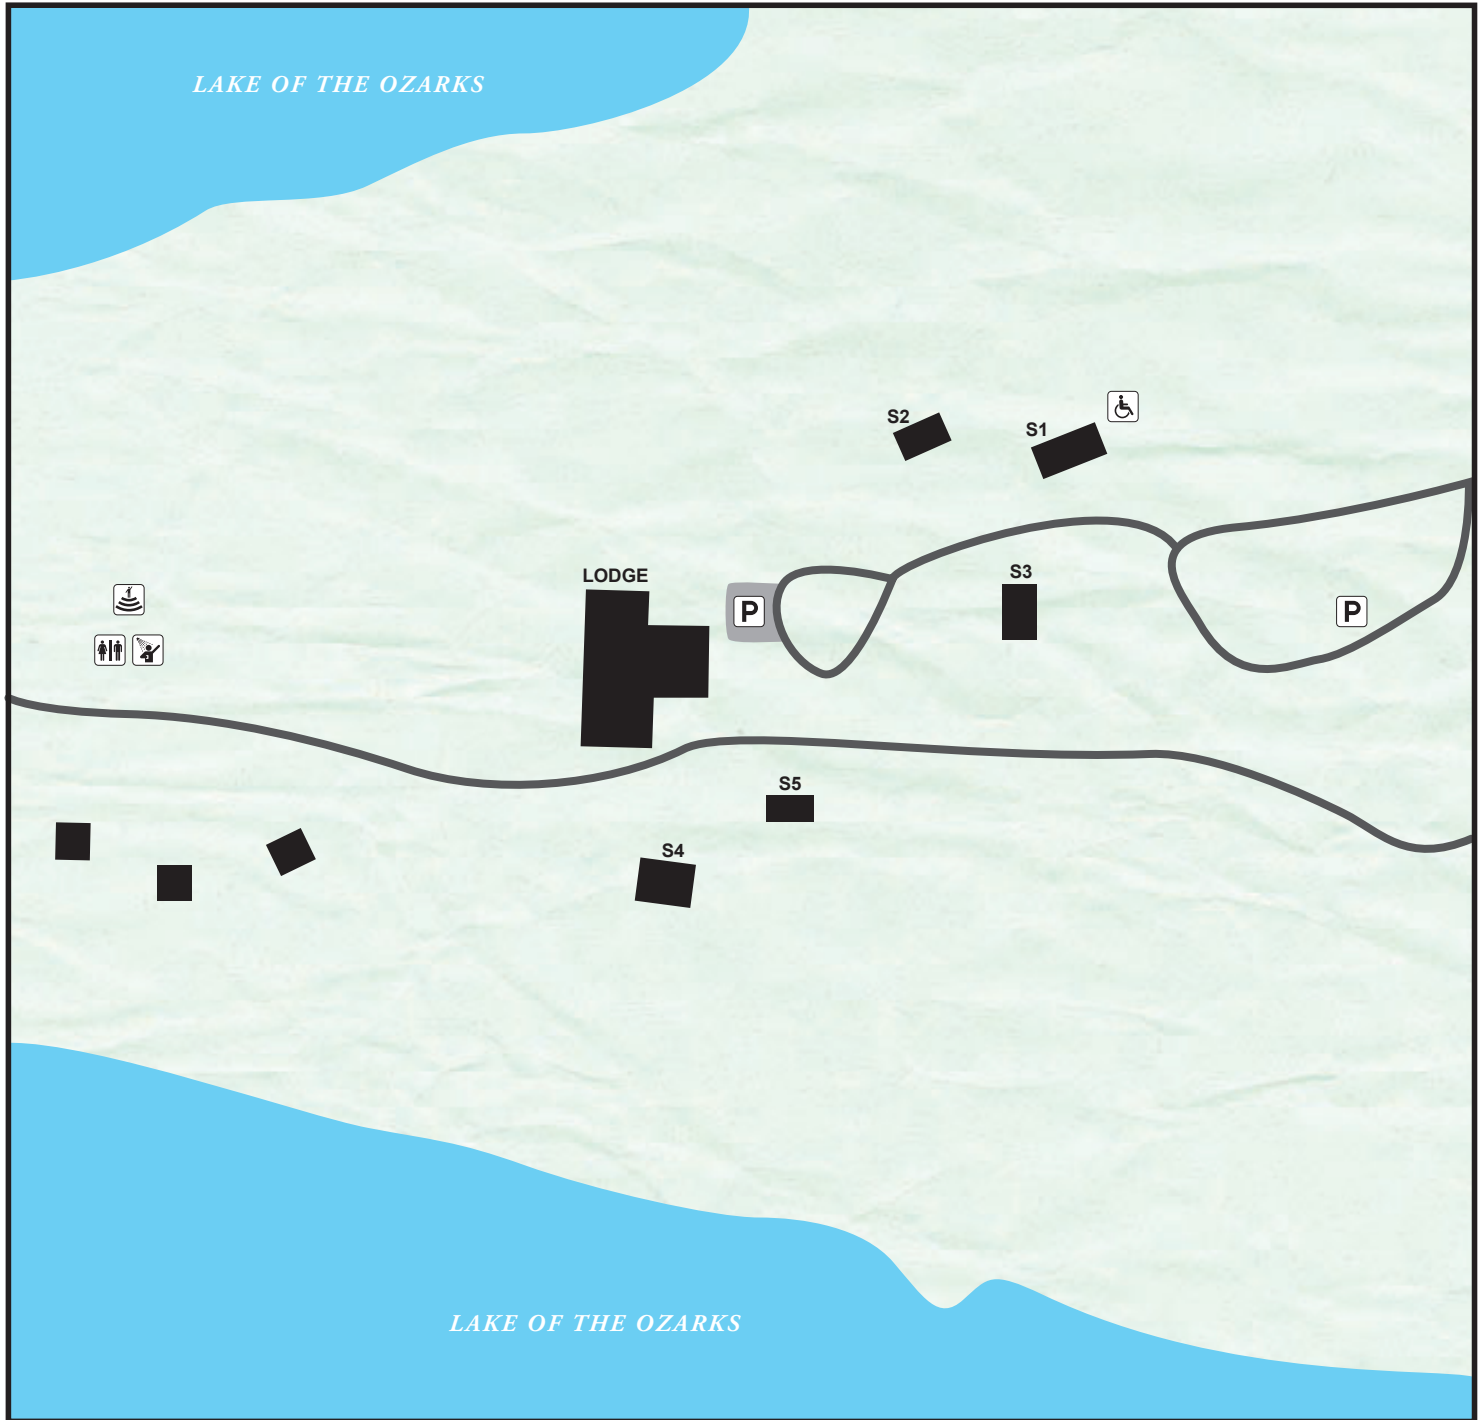 LAKE OF THE OZARKS
S2
S1
LODGE
P
S3
P
S5
S4
LAKE OF THE OZARKS